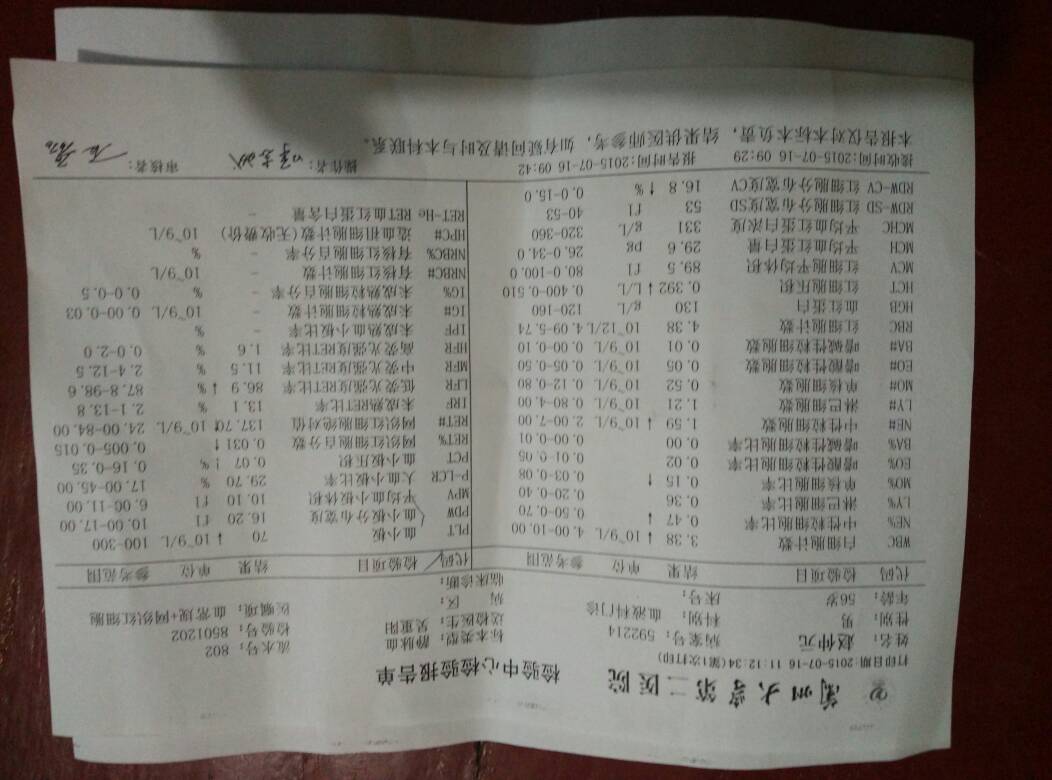 兰州大学第二医院
检验中心检验报告单
打印日期:2015-07-16 11:12:34(第1次打印)
姓名: 赵仲元 病案号: 592214 标本类型: 静脉血 流水号: 802
性别: 男 科别: 血液科门诊 送检医生: 吴重阳 检验号: 8501202
年龄: 56岁 床号: 病 区: 医嘱: 血常规+网织红细胞
临床诊断:
代码 检验项目 结果 单位 参考范围 代码 检验项目 结果 单位 参考范围
WBC 白细胞计数 3.38 ↓ 10^9/L 4.00-10.00 PLT 血小板 70 ↓ 10^9/L 100-300
NE% 中性粒细胞比率 0.47 ↓ 0.50-0.70 PDW 血小板分布宽度 16.20 fl 10.00-17.00
LY% 淋巴细胞比率 0.36 0.20-0.40 MPV 平均血小板体积 10.10 fl 6.00-11.00
MO% 单核细胞比率 0.15 ↑ 0.03-0.08 P-LCR 大血小板比率 29.70 % 17.00-45.00
EO% 嗜酸性粒细胞比率 0.02 0.01-0.05 PCT 血小板压积 0.07 ↓ % 0.16-0.35
BA% 嗜碱性粒细胞比率 0.00 0.00-0.01 RET% 网织红细胞百分数 0.031 ↑ 0.005-0.015
NE# 中性粒细胞数 1.59 ↓ 10^9/L 2.00-7.00 RET# 网织红细胞绝对值 137.70 10^9/L 24.00-84.00
LY# 淋巴细胞数 1.21 10^9/L 0.80-4.00 IRF 未成熟RET比率 13.1 % 2.1-13.8
MO# 单核细胞数 0.52 10^9/L 0.12-0.80 LFR 低荧光强度RET比率 86.9 ↓ % 87.8-98.6
EO# 嗜酸性粒细胞数 0.05 10^9/L 0.05-0.50 MFR 中荧光强度RET比率 11.5 % 2.4-12.5
BA# 嗜碱性粒细胞数 0.01 10^9/L 0.00-0.10 HFR 高荧光强度RET比率 1.6 % 0.0-2.0
RBC 红细胞计数 4.38 10^12/L 4.09-5.74 IPF 未成熟血小板比率 - %
HGB 血红蛋白 130 g/L 120-160 IG# 未成熟粒细胞计数 - 10^9/L 0.00-0.03
HCT 红细胞压积 0.392 ↓ L/L 0.400-0.510 IG% 未成熟粒细胞百分率 - % 0.0-0.5
MCV 红细胞平均体积 89.5 fl 80.0-100.0 NRBC# 有核红细胞计数 - 10^9/L
MCH 平均血红蛋白量 29.6 pg 26.0-34.0 NRBC% 有核红细胞百分率 - %
MCHC 平均血红蛋白浓度 331 g/L 320-360 HPC# 造血祖细胞计数(无收费价) 10^9/L
RDW-SD 红细胞分布宽度SD 53 fl 40-53 RET-He RET血红蛋白含量 -
RDW-CV 红细胞分布宽度CV 16.8 ↑ % 0.0-15.0
接收时间:2015-07-16 09:29 报告时间:2015-07-16 09:42 操作者: 审核者:
本报告仅对本标本负责, 结果供医师参考, 如有疑问请及时与本科联系。